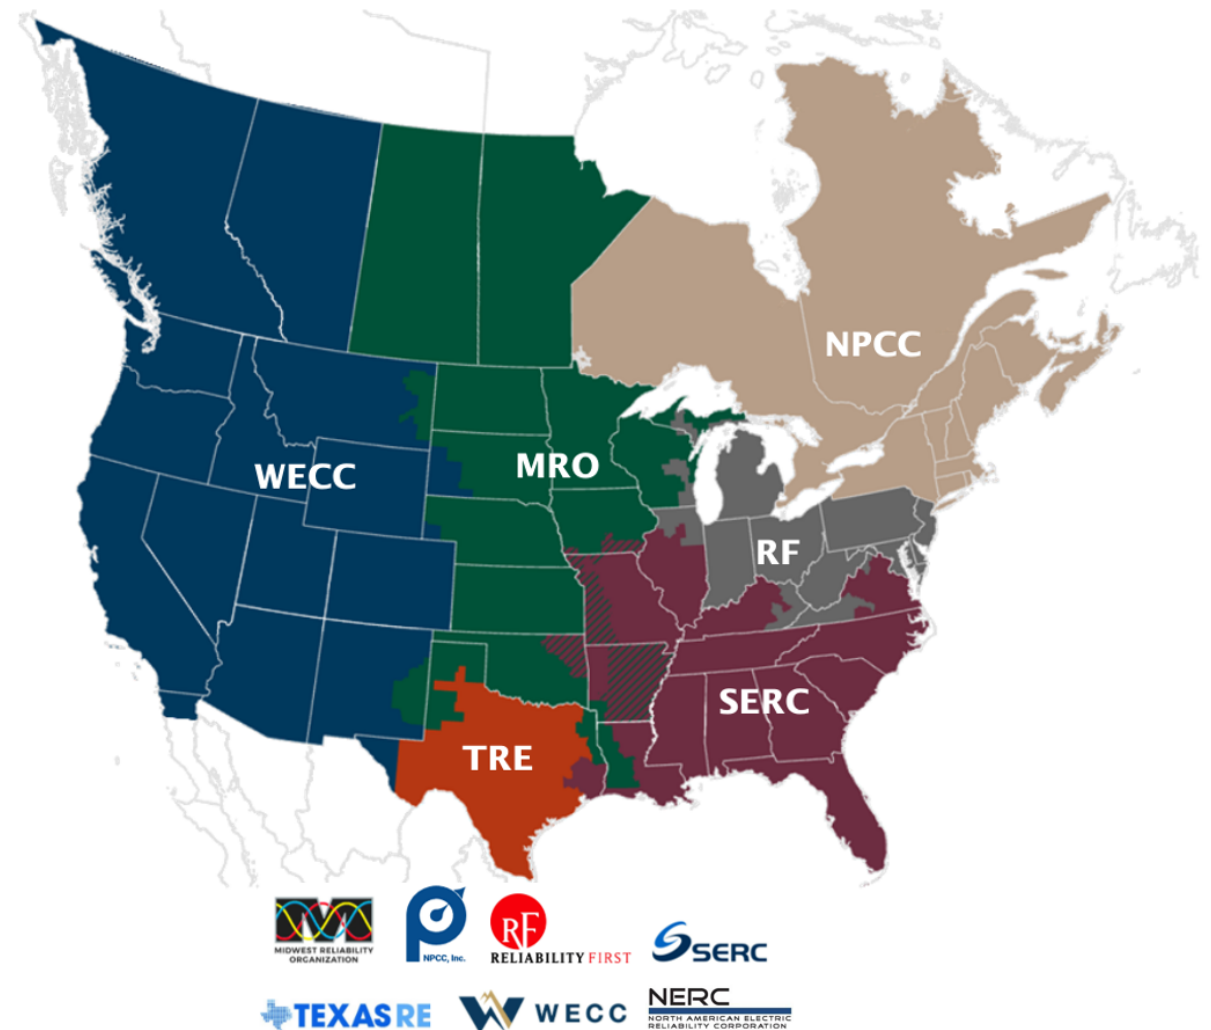 NPCC
WECC
MRO
RF
SERC
TRE
MIDWEST RELIABILITY
ORGANIZATION
NPCC, Inc.
RF
RELIABILITY FIRST
SERC
TEXAS RE
WECC
NERC
NORTH AMERICAN ELECTRIC
RELIABILITY CORPORATION